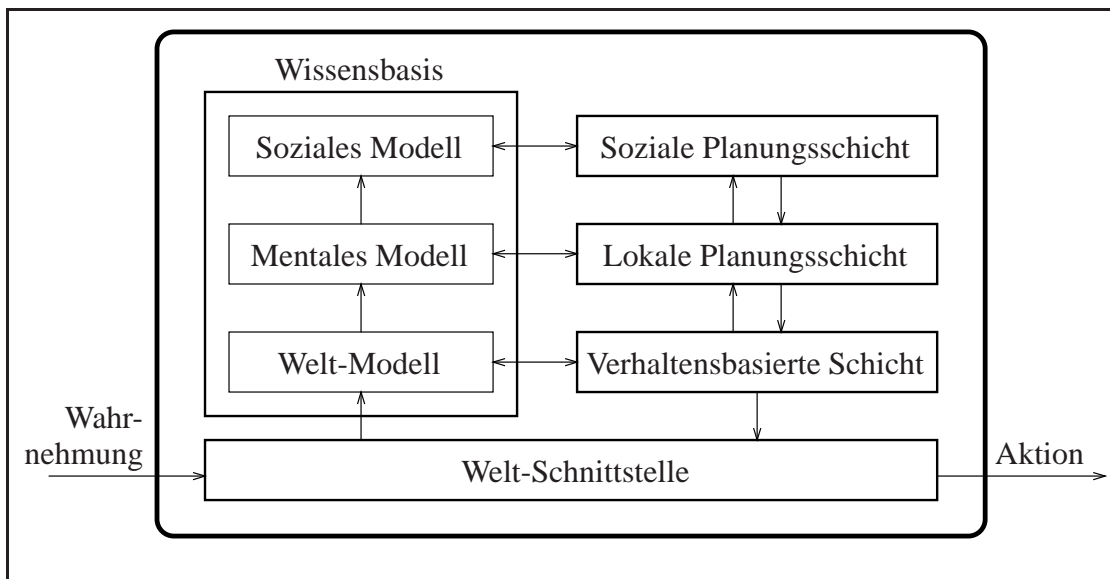 Wissensbasis
Soziales Modell
Soziale Planungsschicht
Mentales Modell
Lokale Planungsschicht
Welt-Modell
Verhaltensbasierte Schicht
Wahr-
nehmung
Welt-Schnittstelle
Aktion